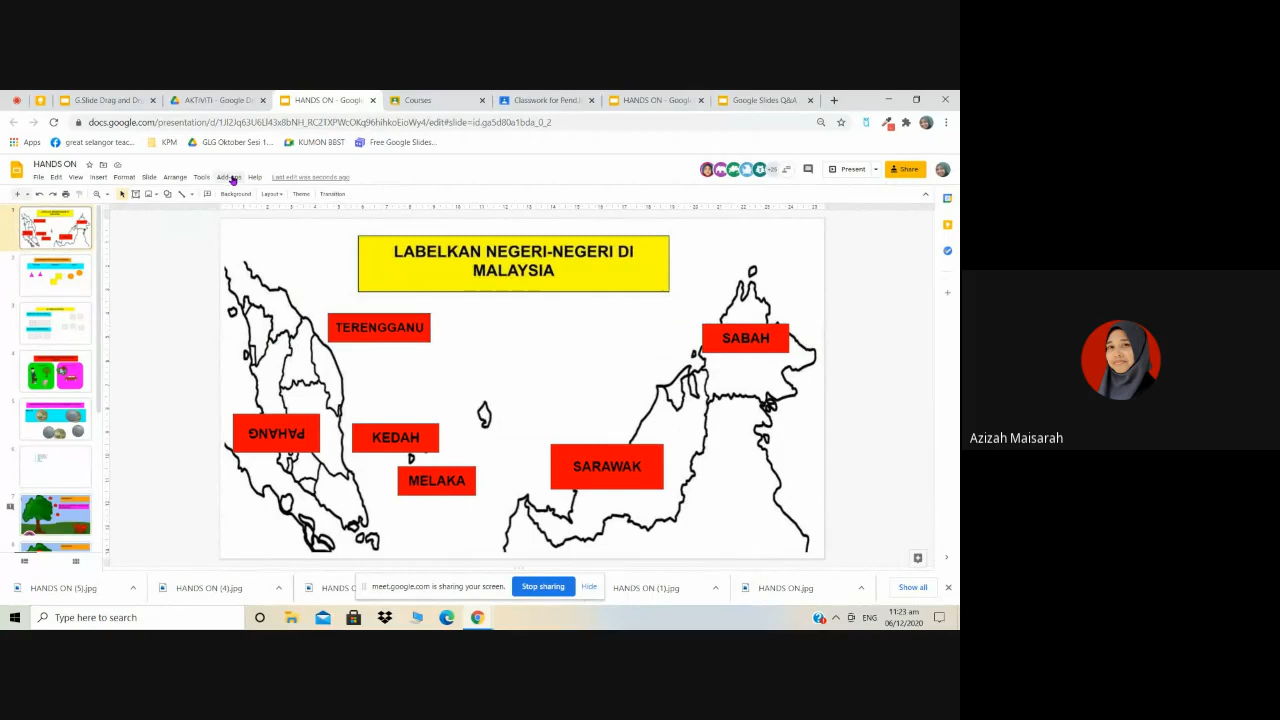 G.Slide Drag and Dr
AKTIVITI - Google D
HANDS ON - Google
Courses
Classwork for Pend.
HANDS ON - Google
Google Slides Q&A
docs.google.com/presentation/d/1Jl2Jq63U6Ll43x8bNH_RC2TXPWcOKq96hihkoEioWy4/edit#slide=id.ga5d80a1bda_0_2
Apps
great selangor teac...
KPM
GLG Oktober Sesi 1...
KUMON BBST
Free Google Slides...
HANDS ON
File Edit View Insert Format Slide Arrange Tools Add-ons Help Last edit was seconds ago
+25
Present
Share
Background Layout Theme Transition
LABELKAN NEGERI-NEGERI DI
MALAYSIA
TERENGGANU
SABAH
PAHANG
KEDAH
SARAWAK
MELAKA
Azizah Maisarah
HANDS ON (5).jpg
HANDS ON (4).jpg
HANDS O
meet.google.com is sharing your screen.
Stop sharing
Hide
HANDS ON (1).jpg
HANDS ON.jpg
Show all
Type here to search
ENG
11:23 am
06/12/2020